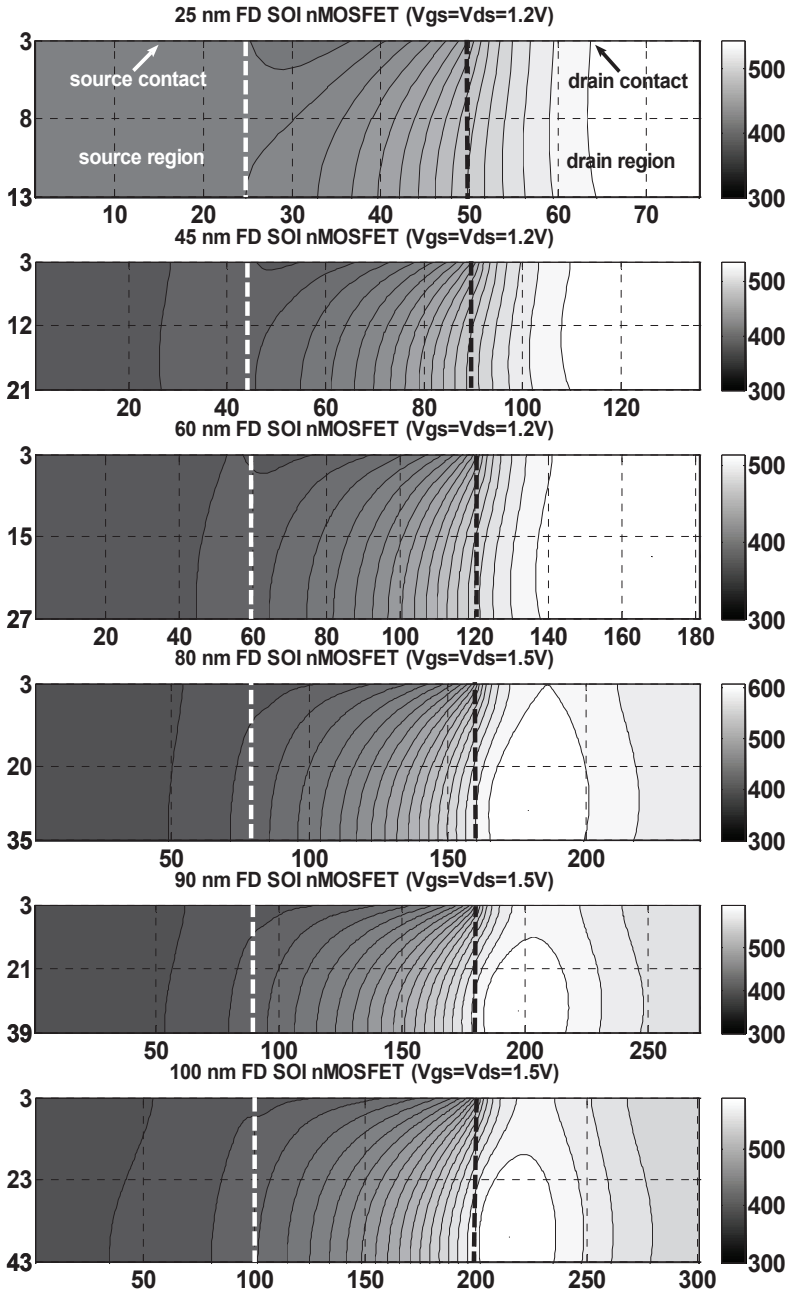 25 nm FD SOI nMOSFET (Vgs=Vds=1.2V)
3
source contact
drain contact
500
8
400
source region
drain region
13
300
10 20 30 40 50 60 70
45 nm FD SOI nMOSFET (Vgs=Vds=1.2V)
3
500
12
400
21
300
20 40 60 80 100 120
60 nm FD SOI nMOSFET (Vgs=Vds=1.2V)
3
500
15
400
27
300
20 40 60 80 100 120 140 160 180
80 nm FD SOI nMOSFET (Vgs=Vds=1.5V)
3
600
500
20
400
35
300
50 100 150 200
90 nm FD SOI nMOSFET (Vgs=Vds=1.5V)
3
500
21
400
39
300
50 100 150 200 250
100 nm FD SOI nMOSFET (Vgs=Vds=1.5V)
3
500
23
400
43
300
50 100 150 200 250 300